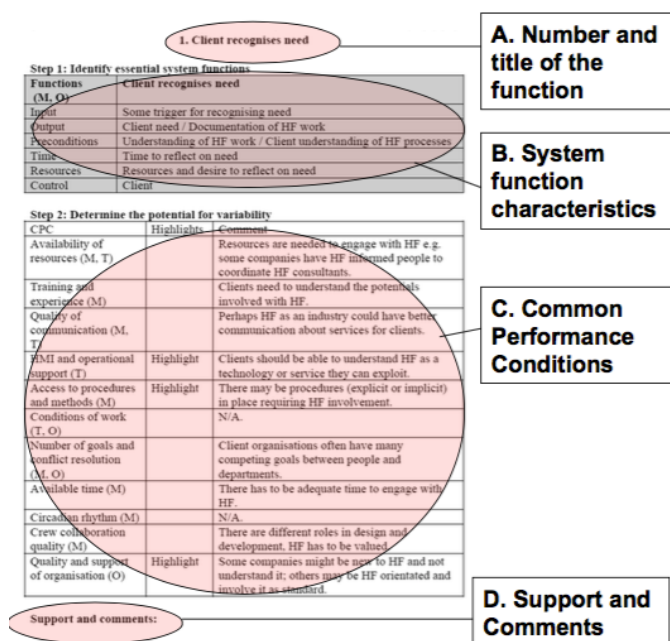 1. Client recognises need
A. Number and
title of the
function
Step 1: Identify essential system functions
Functions Client recognises need
(M, O)
Input Some trigger for recognising need
Output Client need / Documentation of HF work
Preconditions Understanding of HF work / Client understanding of HF processes
Time Time to reflect on need
Resources Resources and desire to reflect on need
Control Client
B. System
function
characteristics
Step 2: Determine the potential for variability
CPC Highlights Comment
Availability of Resources are needed to engage with HF e.g.
resources (M, T) some companies have HF informed people to
coordinate HF consultants.
Training and Clients need to understand the potentials
experience (M) involved with HF.
Quality of Perhaps HF as an industry could have better
communication (M, communication about services for clients.
T)
HMI and operational Highlight Clients should be able to understand HF as a
support (T) technology or service they can exploit.
Access to procedures Highlight There may be procedures (explicit or implicit)
and methods (M) in place requiring HF involvement.
Conditions of work N/A.
(T, O)
Number of goals and Client organisations often have many
conflict resolution competing goals between people and
(M, O) departments.
Available time (M) There has to be adequate time to engage with
HF.
Circadian rhythm (M) N/A.
Crew collaboration There are different roles in design and
quality (M) development, HF has to be valued.
Quality and support Highlight Some companies might be new to HF and not
of organisation (O) understand it; others may be HF orientated and
involve it as standard.
C. Common
Performance
Conditions
Support and comments:
D. Support and
Comments